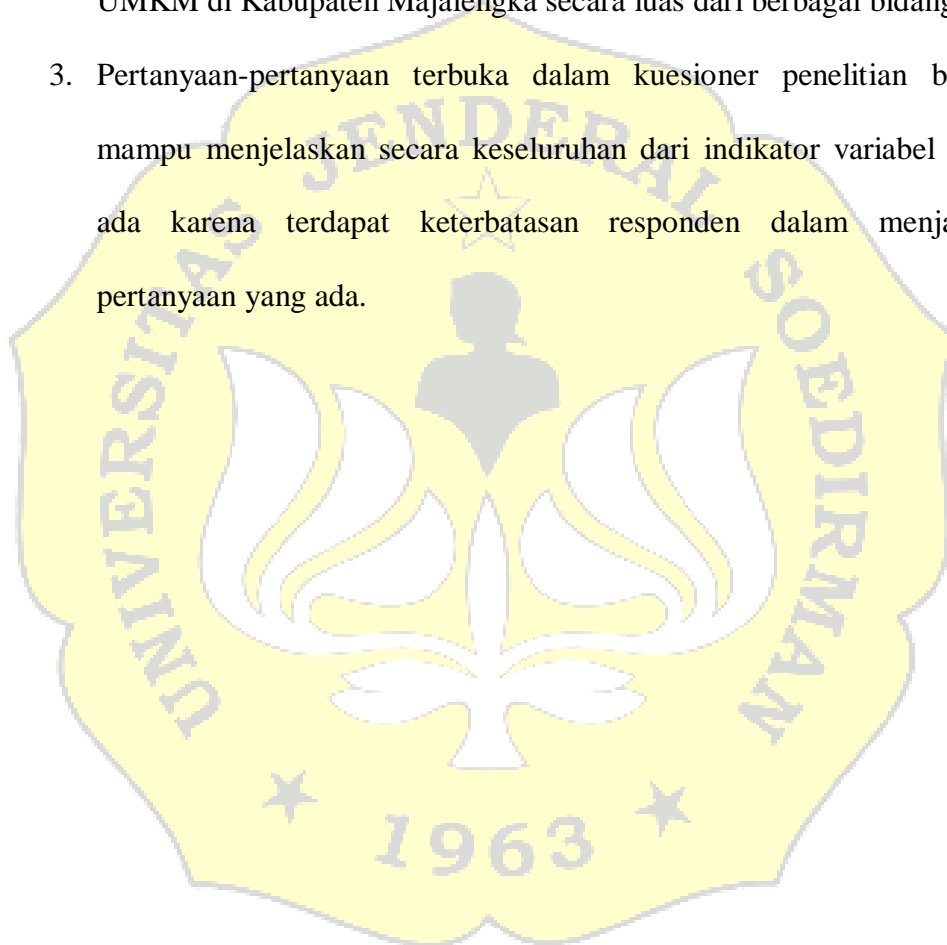 UMKM di Kabupaten Majalengka secara luas dari berbagai bidang
3. Pertanyaan-pertanyaan terbuka dalam kuesioner penelitian
mampu menjelaskan secara keseluruhan dari indikator variabel
ada karena terdapat keterbatasan responden dalam
pertanyaan yang ada.
UNIVERSITAS JENDERAL SOEDIRMAN
1963